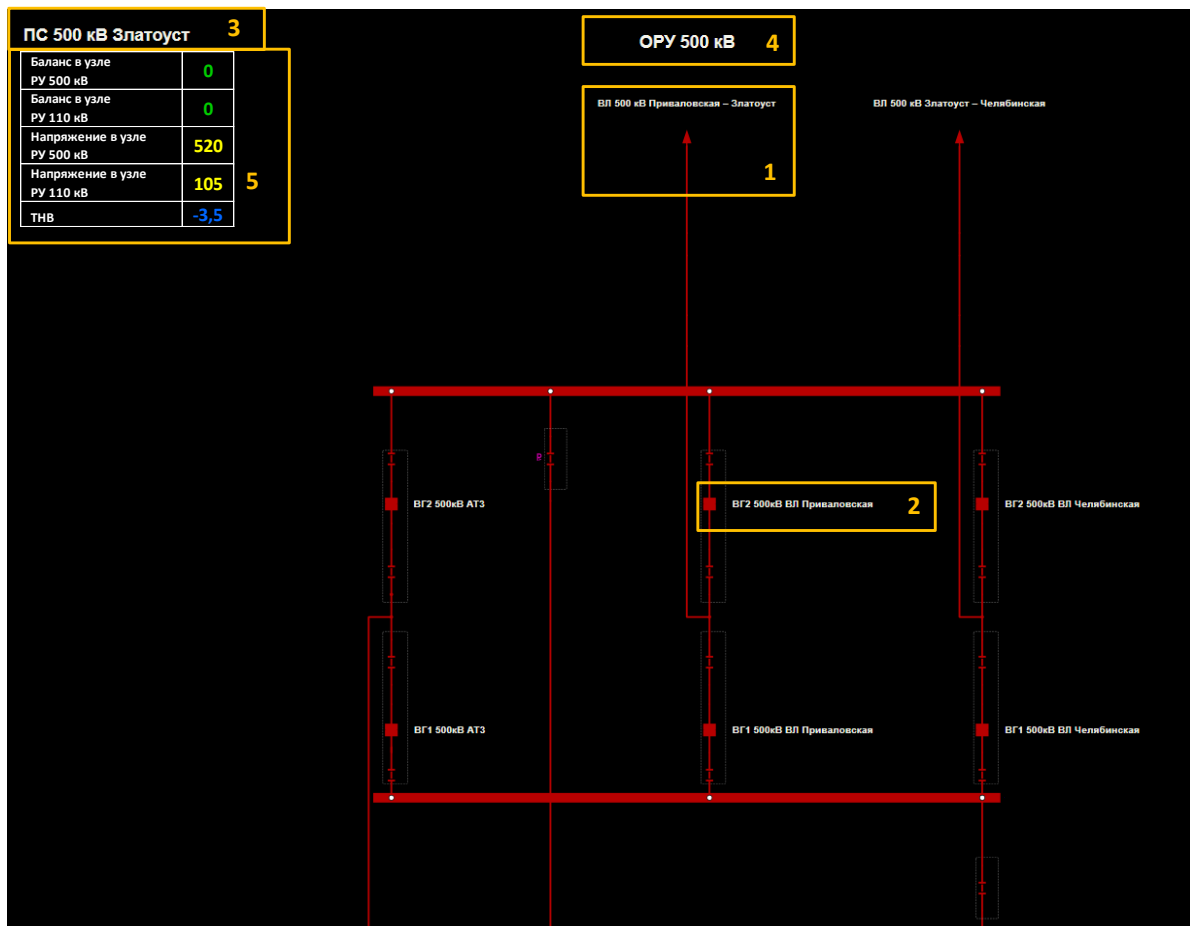 ПС 500 кВ Златоуст 3
ОРУ 500 кВ 4
Баланс в узле
РУ 500 кВ
0
Баланс в узле
РУ 110 кВ
0
Напряжение в узле
РУ 500 кВ
520
Напряжение в узле
РУ 110 кВ
105
ТНВ
-3,5
5
ВЛ 500 кВ Приваловская – Златоуст
1
ВЛ 500 кВ Златоуст – Челябинская
ВГ2 500кВ АТ3
ВГ2 500кВ ВЛ Приваловская 2
ВГ2 500кВ ВЛ Челябинская
ВГ1 500кВ АТ3
ВГ1 500кВ ВЛ Приваловская
ВГ1 500кВ ВЛ Челябинская